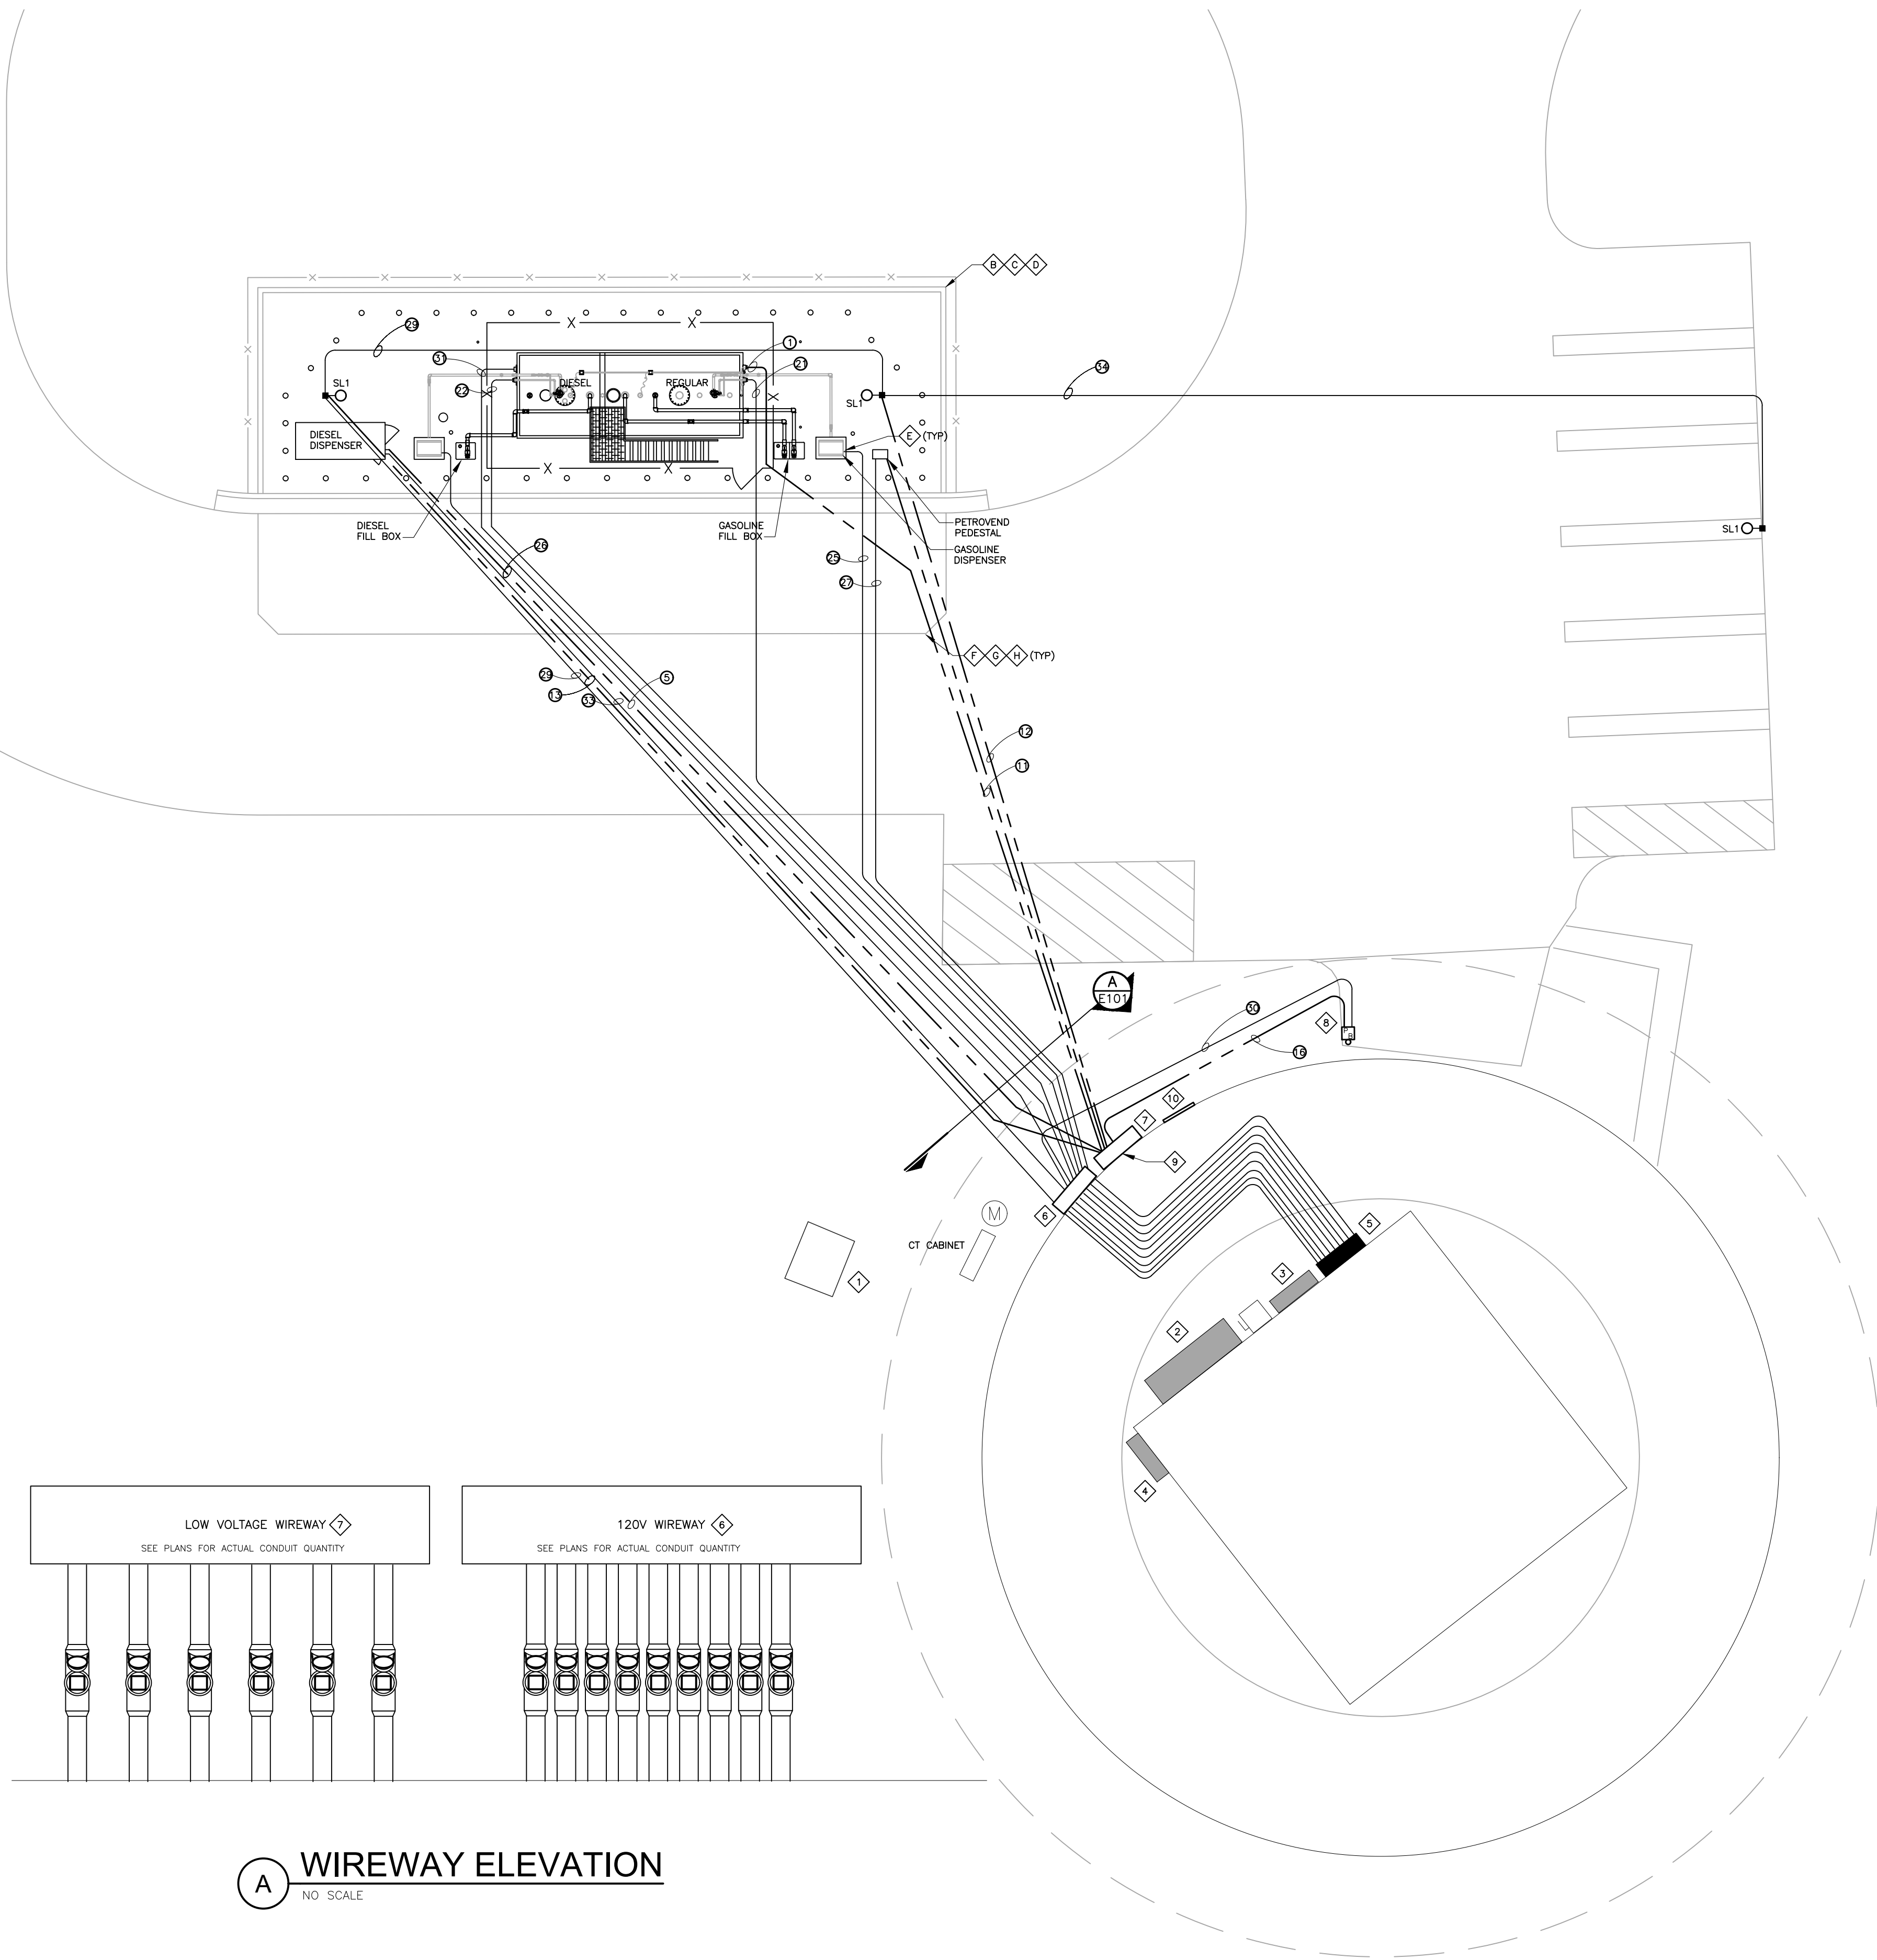 B C D
29
1
31
21
34
22
DIESEL
REGULAR
SL1
SL1
E (TYP)
DIESEL
DISPENSER
DIESEL
FILL BOX
GASOLINE
FILL BOX
PETROVEND
PEDESTAL
GASOLINE
DISPENSER
SL1
26
25
27
F G H (TYP)
29
13
33
5
12
11
A
E101
30
16
8
P
B
10
7
9
6
M
CT CABINET
1
5
3
2
4
LOW VOLTAGE WIREWAY 7
SEE PLANS FOR ACTUAL CONDUIT QUANTITY
120V WIREWAY 6
SEE PLANS FOR ACTUAL CONDUIT QUANTITY
A
WIREWAY ELEVATION
NO SCALE